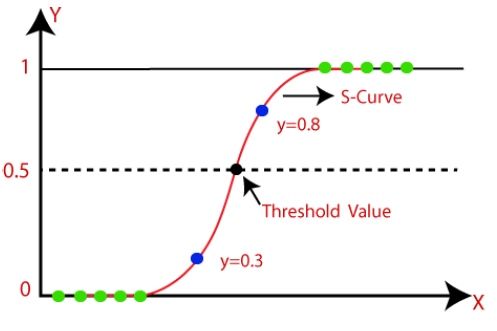 Y
1
S-Curve
y=0.8
0.5
Threshold Value
y=0.3
0
X